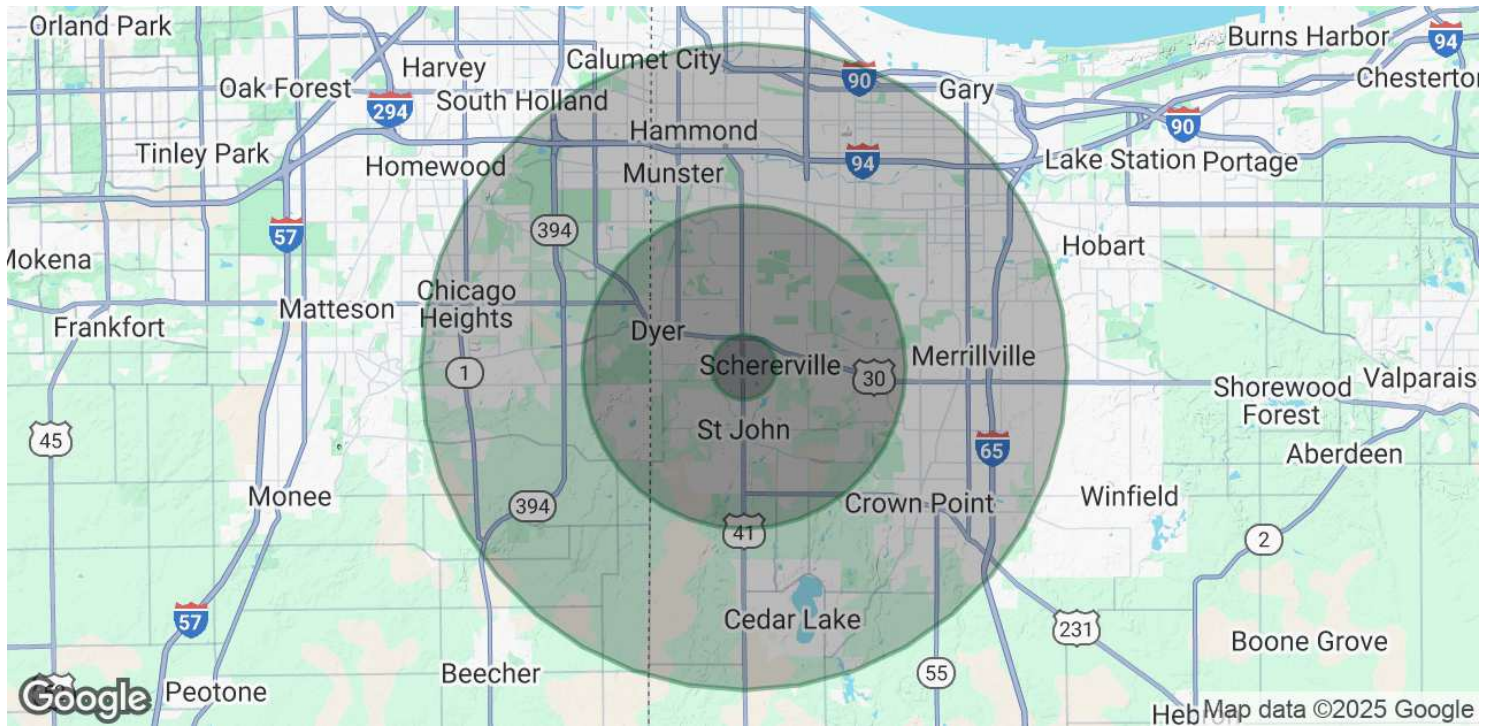 Orland Park
Burns Harbor
94
Calumet City
Harvey
90
Chesterton
Oak Forest
Gary
South Holland
294
90
Hammond
Tinley Park
Homewood
94
Lake Station
Portage
Munster
394
57
Hobart
Mokena
Chicago
Heights
Matteson
Frankfort
Dyer
Merrillville
Schererville
1
30
Shorewood
Forest
Valparais
St John
45
65
Aberdeen
Monee
Crown Point
Winfield
394
41
2
57
Cedar Lake
231
Boone Grove
Beecher
55
Peotone
Google
Heb
Map data ©2025 Google